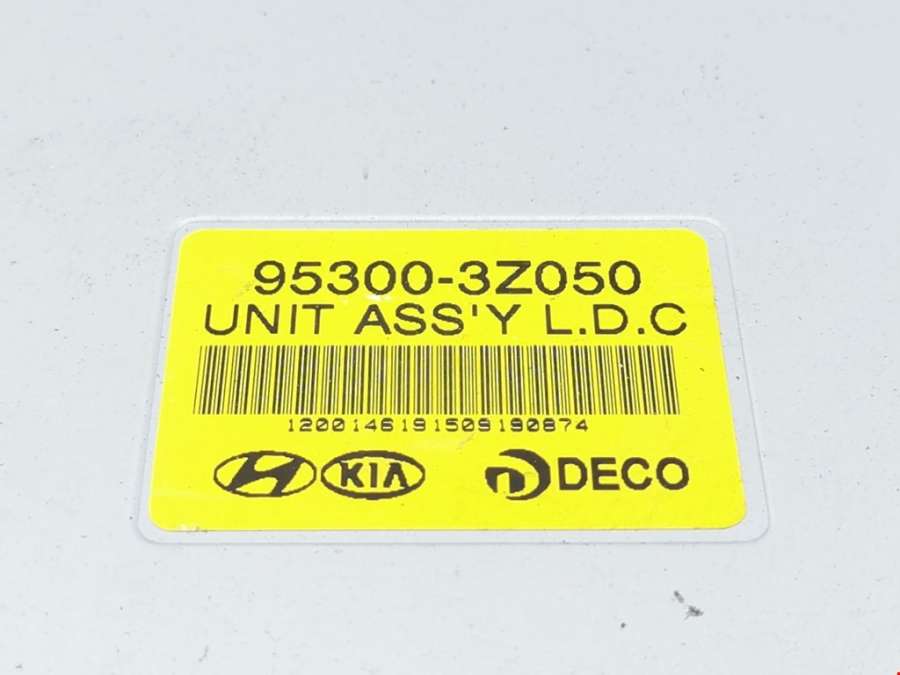 95300-3Z050
UNIT ASS'Y L.D.C
1200146191509190874
KIA DECO